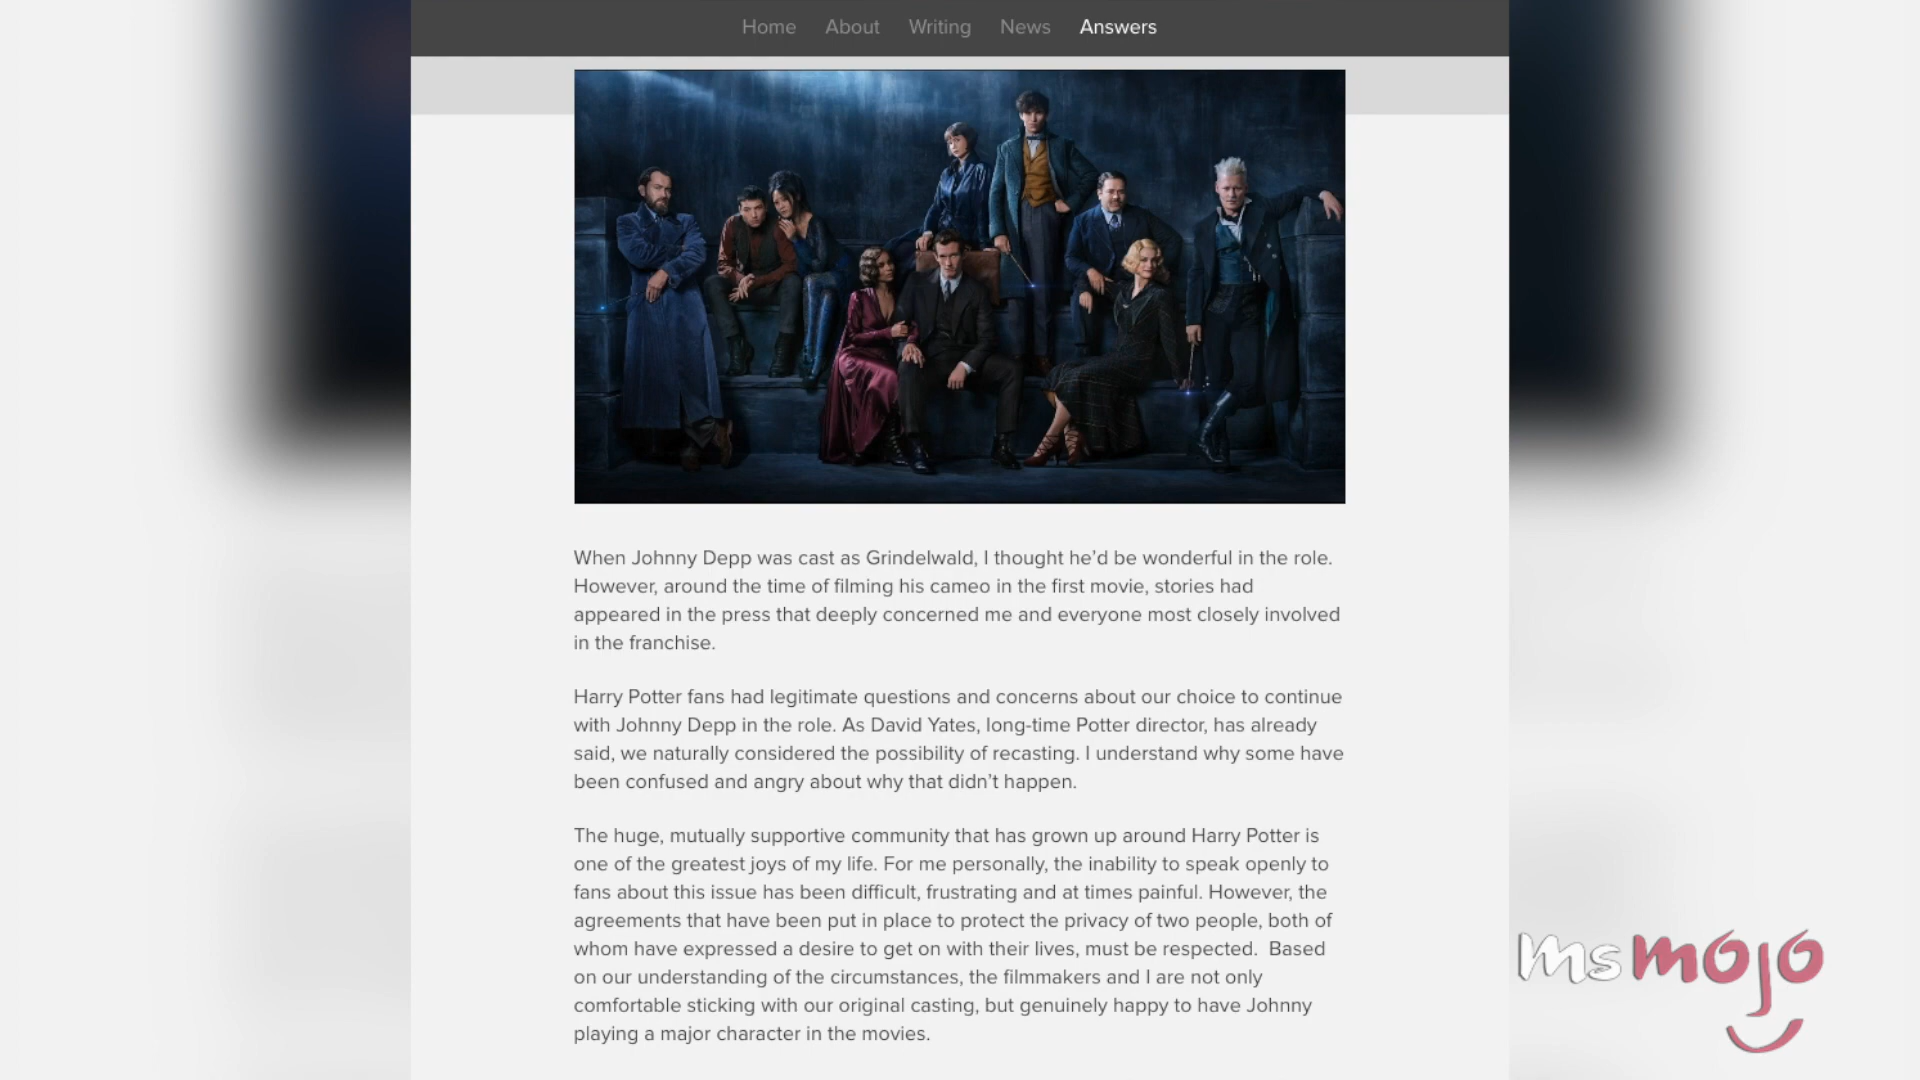 Home About Writing News Answers
When Johnny Depp was cast as Grindelwald, I thought he’d be wonderful in the role.
However, around the time of filming his cameo in the first movie, stories had
appeared in the press that deeply concerned me and everyone most closely involved
in the franchise.
Harry Potter fans had legitimate questions and concerns about our choice to continue
with Johnny Depp in the role. As David Yates, long-time Potter director, has already
said, we naturally considered the possibility of recasting. I understand why some have
been confused and angry about why that didn’t happen.
The huge, mutually supportive community that has grown up around Harry Potter is
one of the greatest joys of my life. For me personally, the inability to speak openly to
fans about this issue has been difficult, frustrating and at times painful. However, the
agreements that have been put in place to protect the privacy of two people, both of
whom have expressed a desire to get on with their lives, must be respected.  Based
on our understanding of the circumstances, the filmmakers and I are not only
comfortable sticking with our original casting, but genuinely happy to have Johnny
playing a major character in the movies.
msmojo